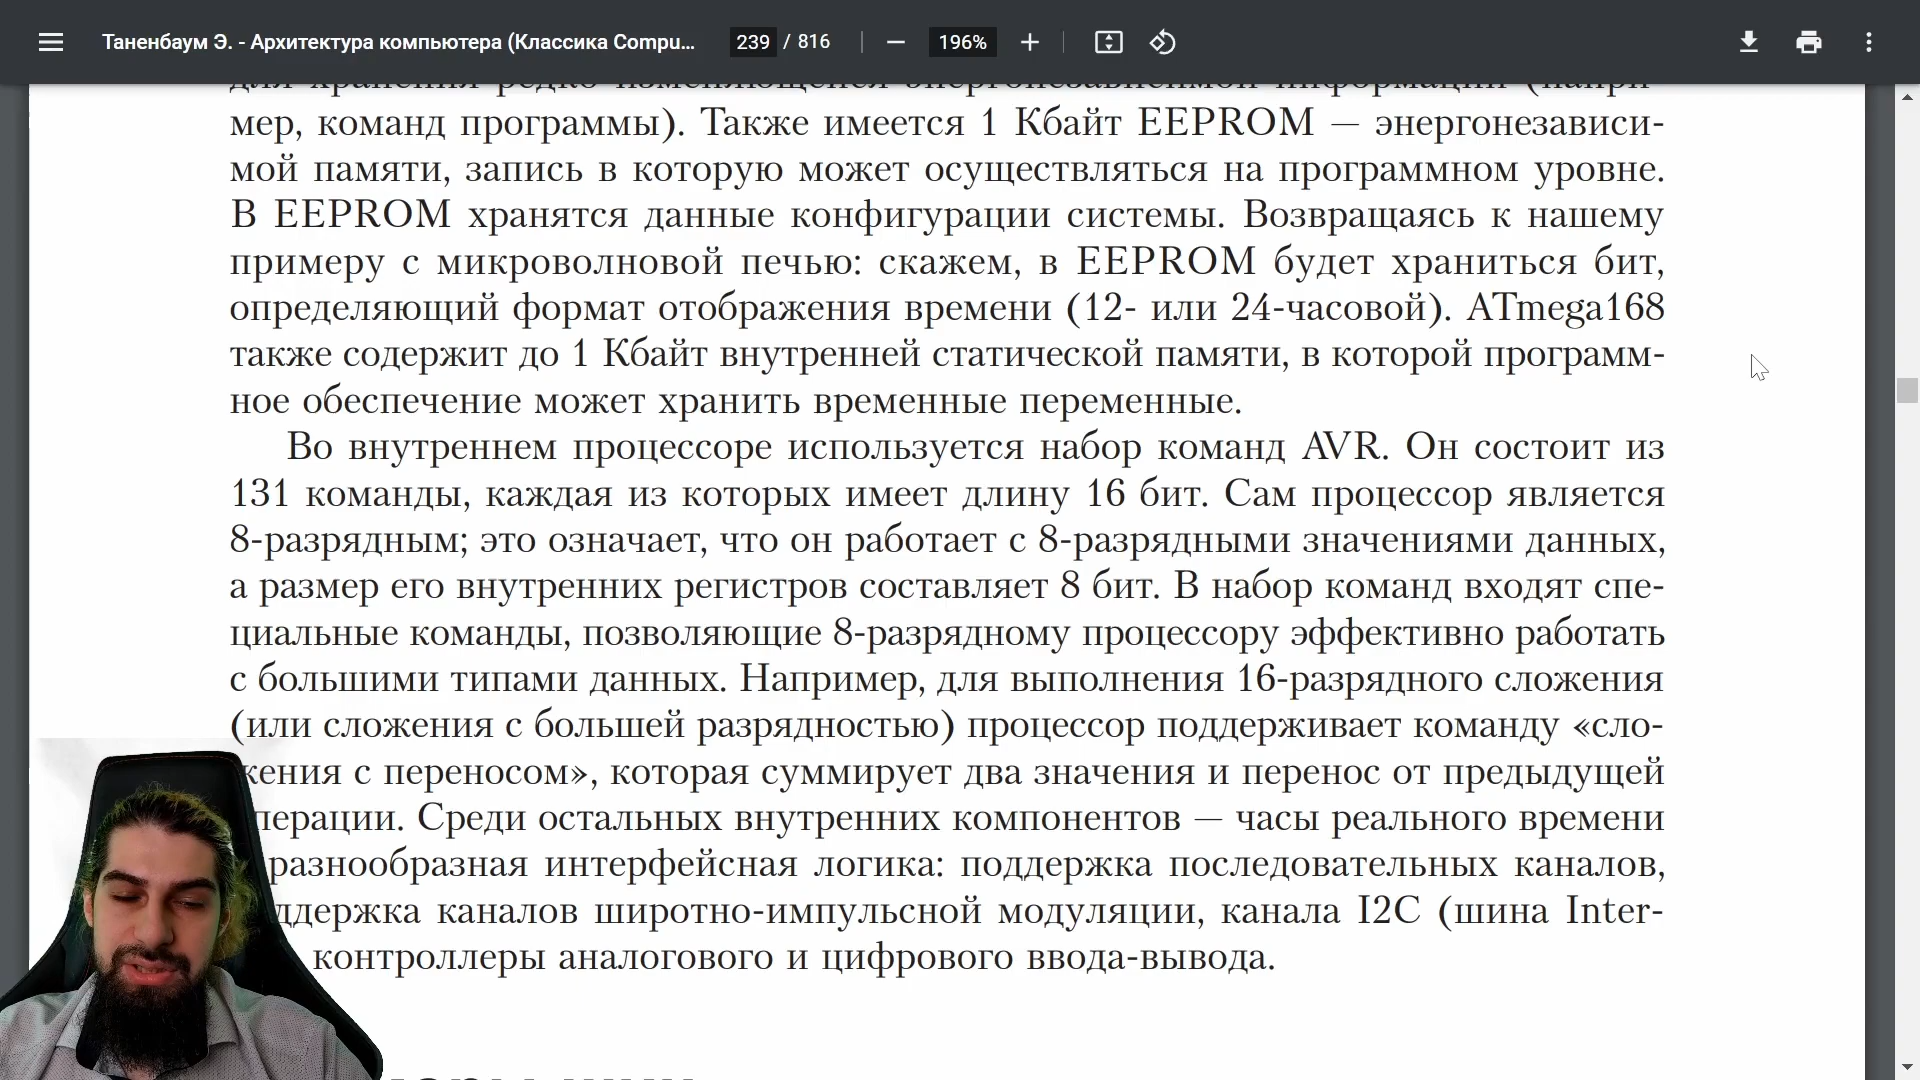 Таненбаум Э. - Архитектура компьютера (Классика Compu...
239 / 816
196%
для хранения редко изменяющейся энергонезависимой информации (напри-
мер, команд программы). Также имеется 1 Кбайт EEPROM — энергонезависи-
мой памяти, запись в которую может осуществляться на программном уровне.
В EEPROM хранятся данные конфигурации системы. Возвращаясь к нашему
примеру с микроволновой печью: скажем, в EEPROM будет храниться бит,
определяющий формат отображения времени (12- или 24-часовой). ATmega168
также содержит до 1 Кбайт внутренней статической памяти, в которой программ-
ное обеспечение может хранить временные переменные.
Во внутреннем процессоре используется набор команд AVR. Он состоит из
131 команды, каждая из которых имеет длину 16 бит. Сам процессор является
8-разрядным; это означает, что он работает с 8-разрядными значениями данных,
а размер его внутренних регистров составляет 8 бит. В набор команд входят спе-
циальные команды, позволяющие 8-разрядному процессору эффективно работать
с большими типами данных. Например, для выполнения 16-разрядного сложения
(или сложения с большей разрядностью) процессор поддерживает команду «сло-
жения с переносом», которая суммирует два значения и перенос от предыдущей
перации. Среди остальных внутренних компонентов — часы реального времени
разнообразная интерфейсная логика: поддержка последовательных каналов,
ддержка каналов широтно-импульсной модуляции, канала I2C (шина Inter-
контроллеры аналогового и цифрового ввода-вывода.